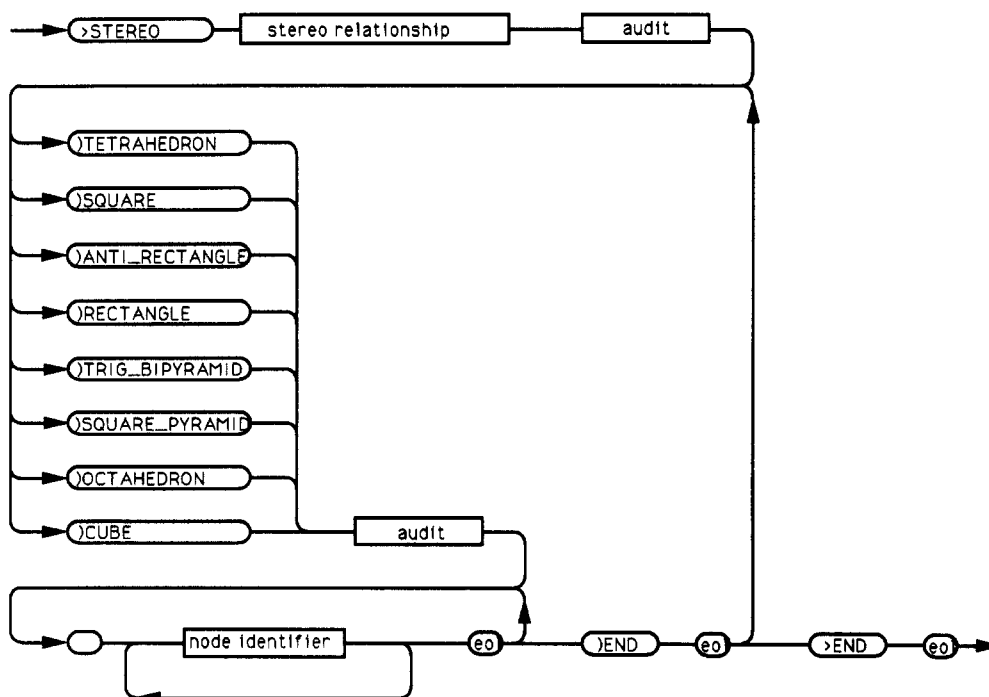 >STEREO stereo relationship audit
)TETRAHEDRON
)SQUARE
)ANTI_RECTANGLE
)RECTANGLE
)TRIG_BIPYRAMID
)SQUARE_PYRAMID
)OCTAHEDRON
)CUBE audit
node identifier eo )END eo >END eo